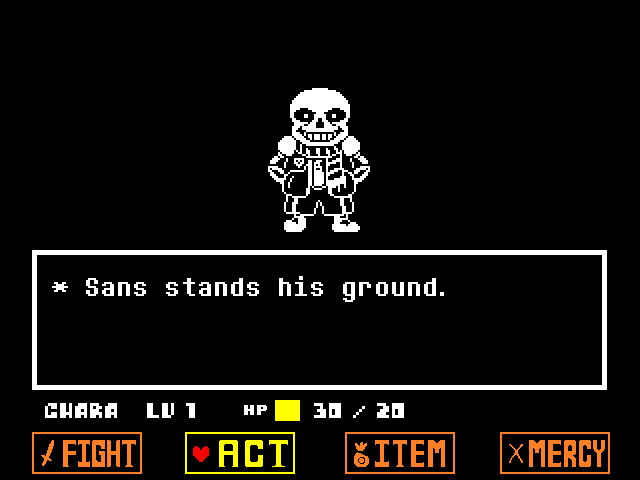 * Sans stands his ground.
CHARA LV 1 HP 30 / 20
FIGHT ACT ITEM MERCY